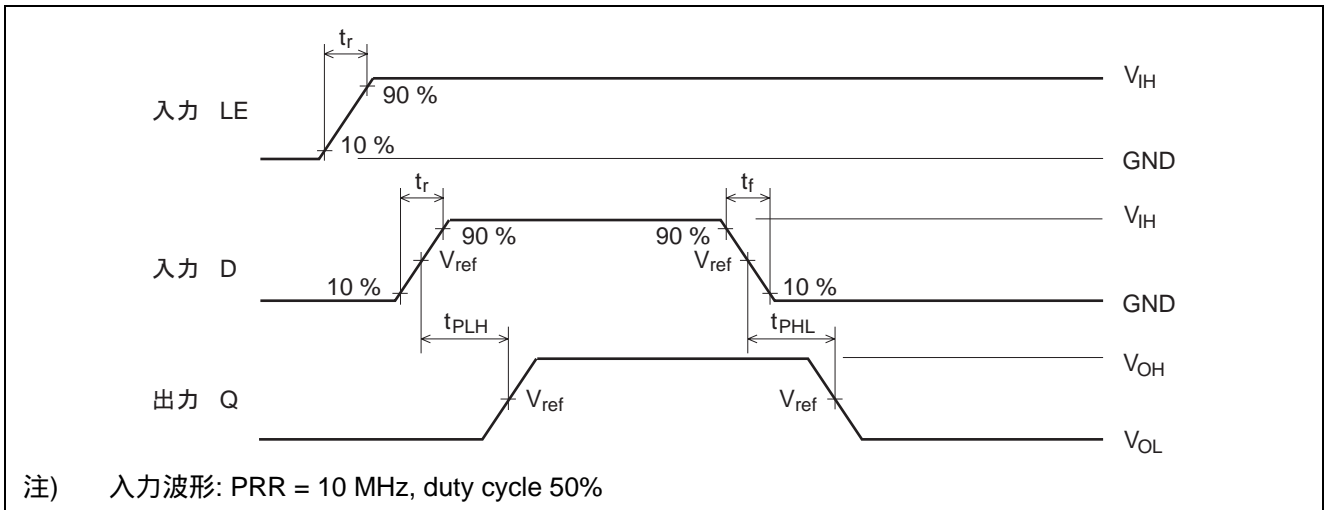 tr
VIH
90 %
入力 LE
10 %
GND
tr
tf
VIH
90 %
90 %
Vref
Vref
入力 D
10 %
10 %
GND
tPLH
tPHL
VOH
出力 Q
Vref
Vref
VOL
注) 入力波形: PRR = 10 MHz, duty cycle 50%